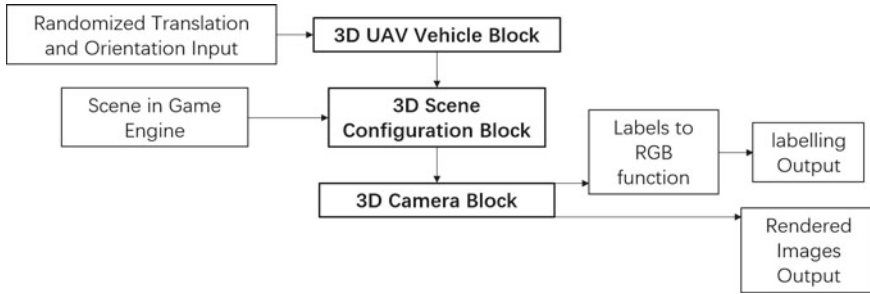 Randomized Translation
and Orientation Input
3D UAV Vehicle Block
Scene in Game
Engine
3D Scene
Configuration Block
Labels to
RGB
function
labelling
Output
3D Camera Block
Rendered
Images
Output